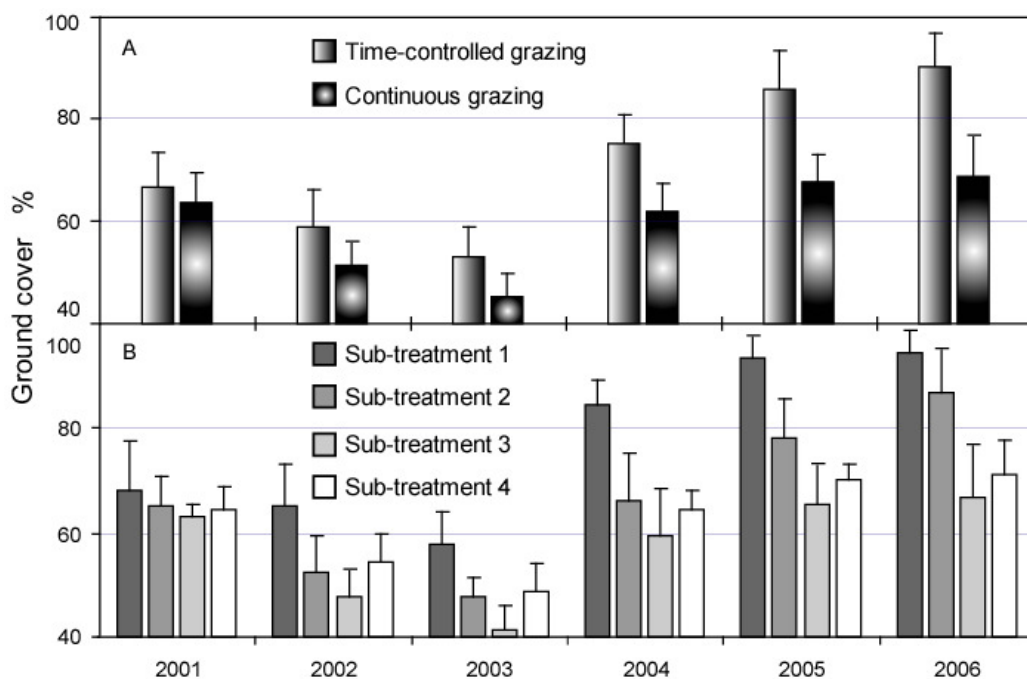 100
A
Time-controlled grazing
Continuous grazing
80
60
40
Ground cover %
100
B
Sub-treatment 1
Sub-treatment 2
Sub-treatment 3
Sub-treatment 4
80
60
40
2001 2002 2003 2004 2005 2006